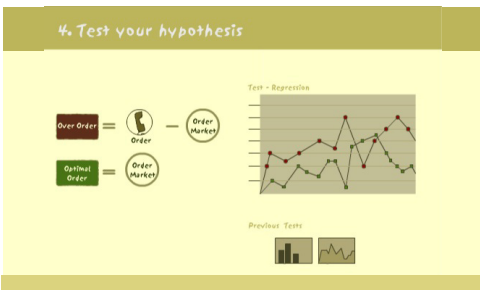 4. Test your hypothesis
Test - Regression
Over Order
Order
Order
Market
Optimal
Order
Order
Market
Previous Tests